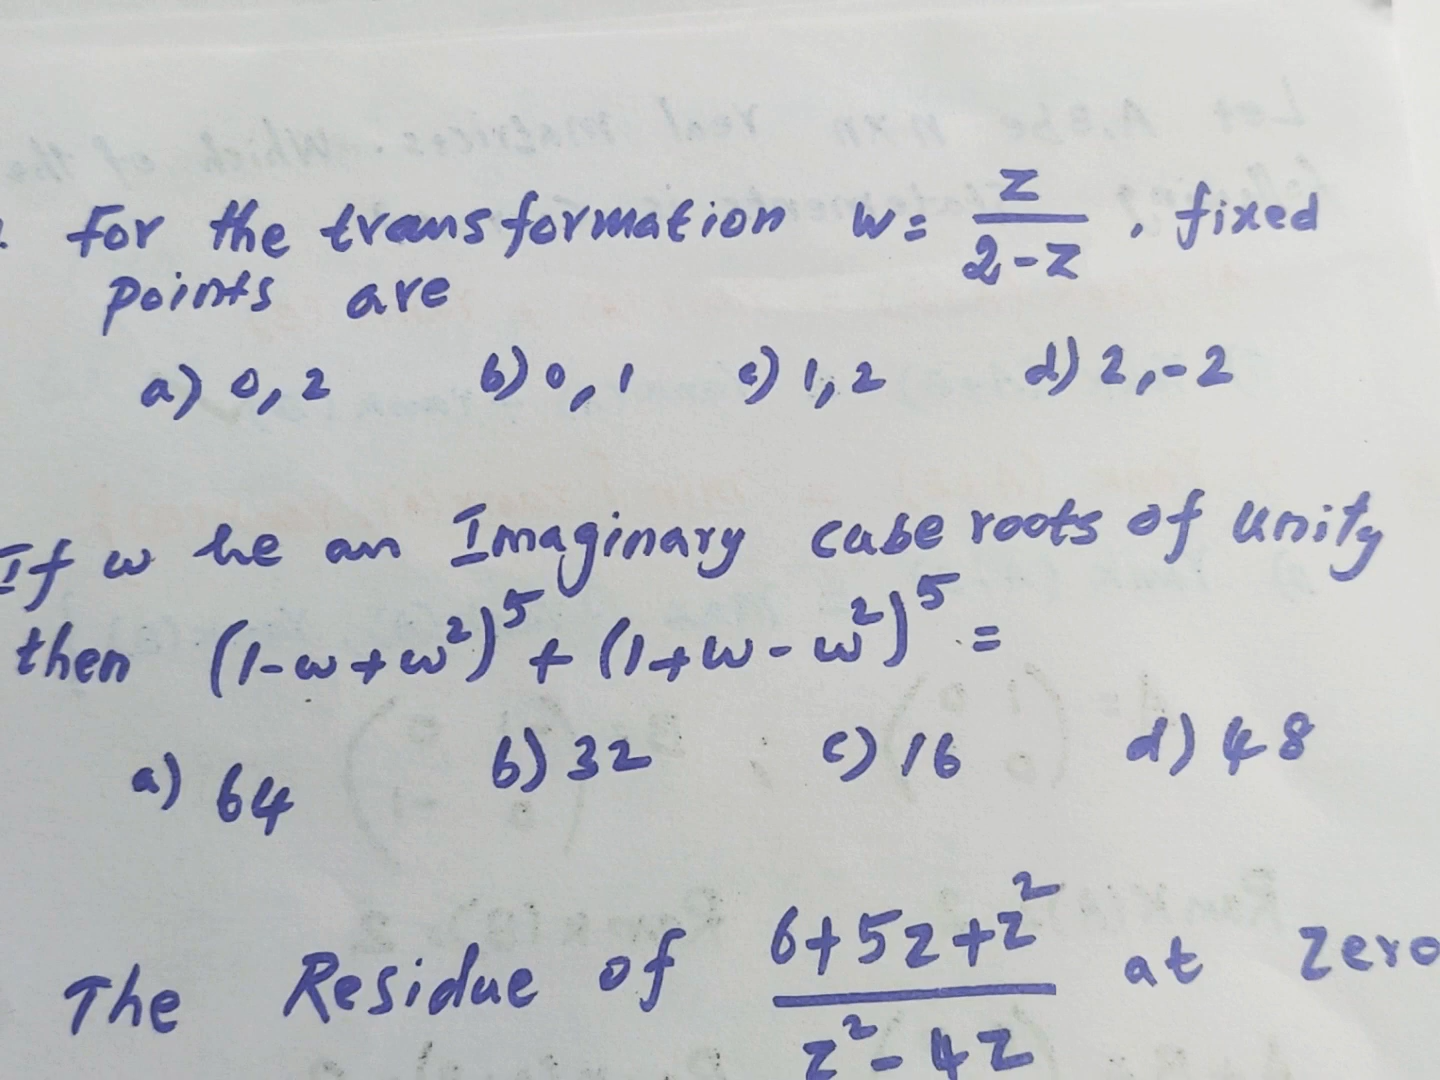 . For the transformation w = z/(2-z) , fixed
points are
a) 0, 2 b) 0, 1 c) 1, 2 d) 2, -2
If ω be an Imaginary cube roots of unity
then (1-ω+ω²)⁵ + (1+ω-ω²)⁵ =
a) 64 b) 32 c) 16 d) 48
The Residue of (6+5z+z²)/(z²-4z) at zero